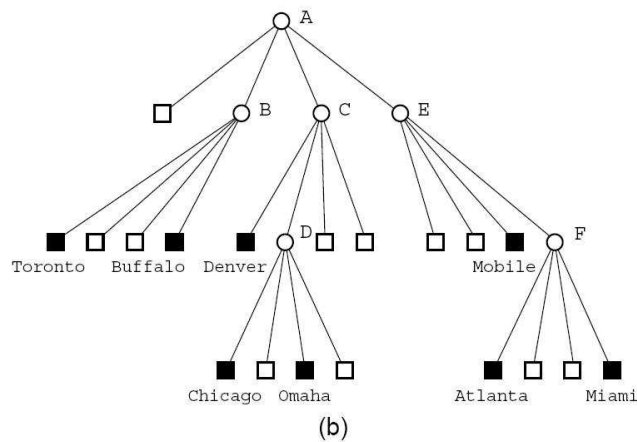 A
B C E
D F
Toronto Buffalo Denver Mobile
Chicago Omaha Atlanta Miami
(b)